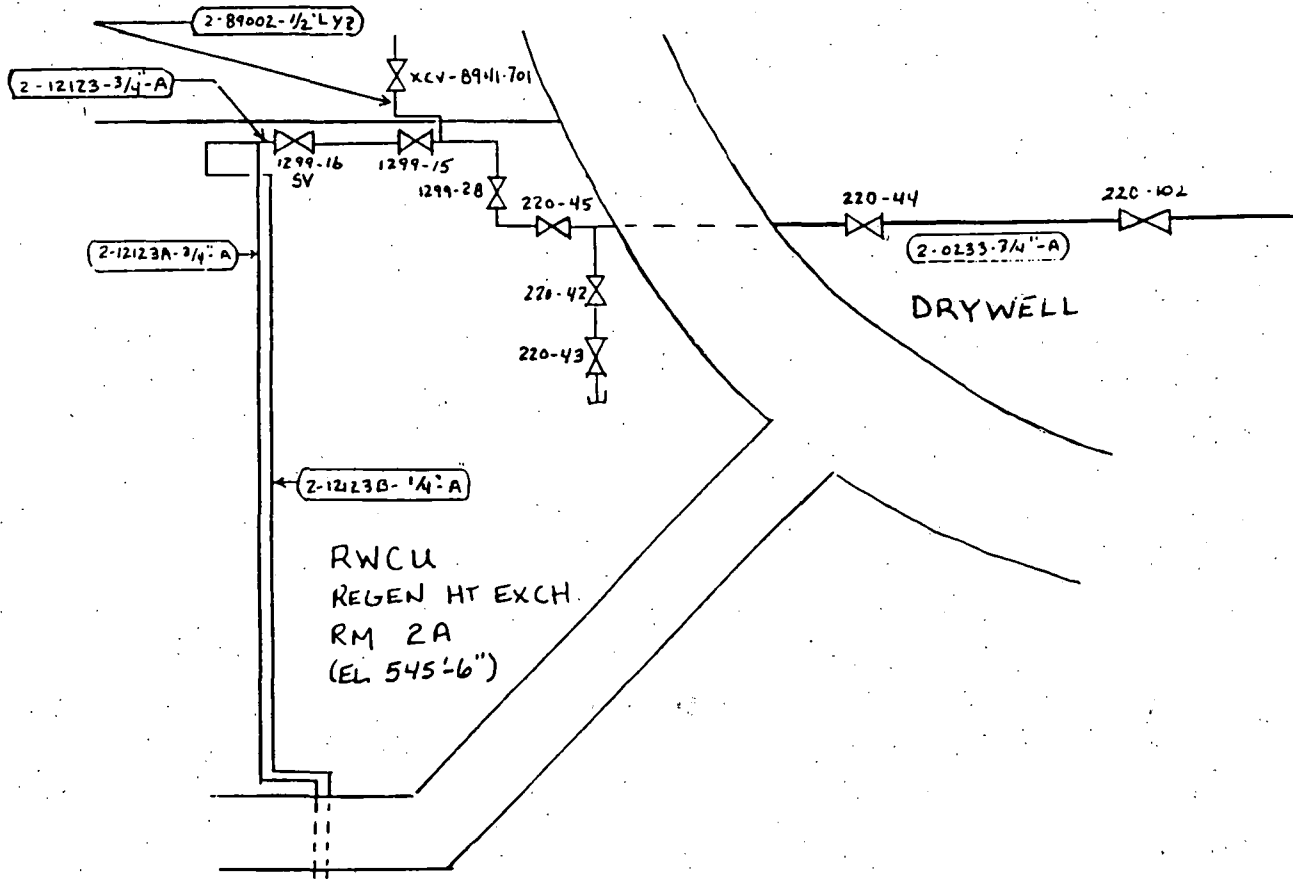 2-89002-1/2"LY2
2-12123-3/4"-A
XCV-8941-701
1299-16
SV
1299-15
1299-28
220-45
220-44
220-102
2-0233-3/4"-A
2-12123A-3/4"-A
220-42
220-43
DRYWELL
2-12123B-1/4"-A
RWCU
REGEN HT EXCH
RM 2A
(EL 545'-6")